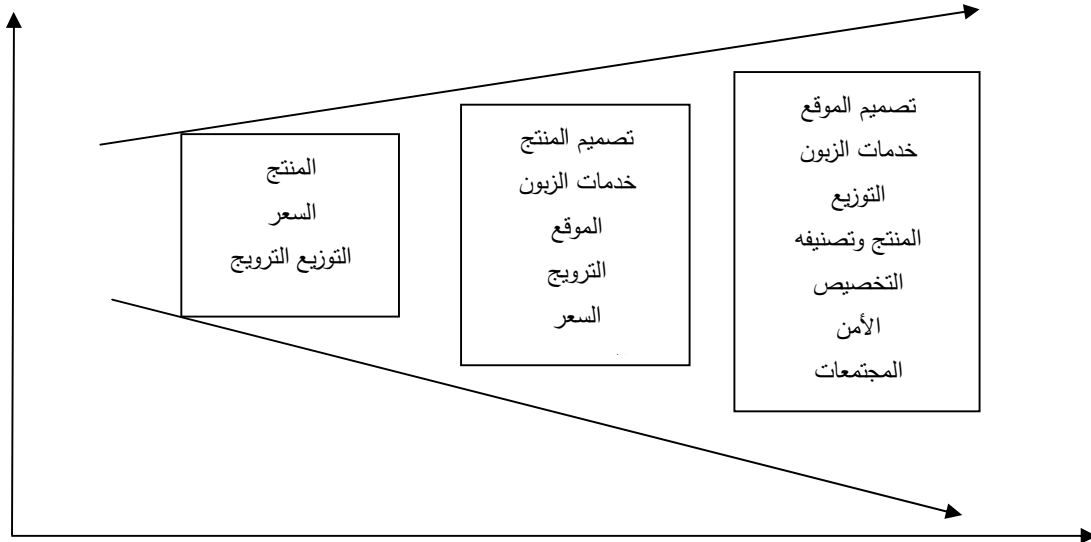 المنتج
السعر
التوزيع الترويج
تصميم المنتج
خدمات الزبون
الموقع
الترويج
السعر
تصميم الموقع
خدمات الزبون
التوزيع
المنتج وتصنيفه
التخصيص
الأمن
المجتمعات